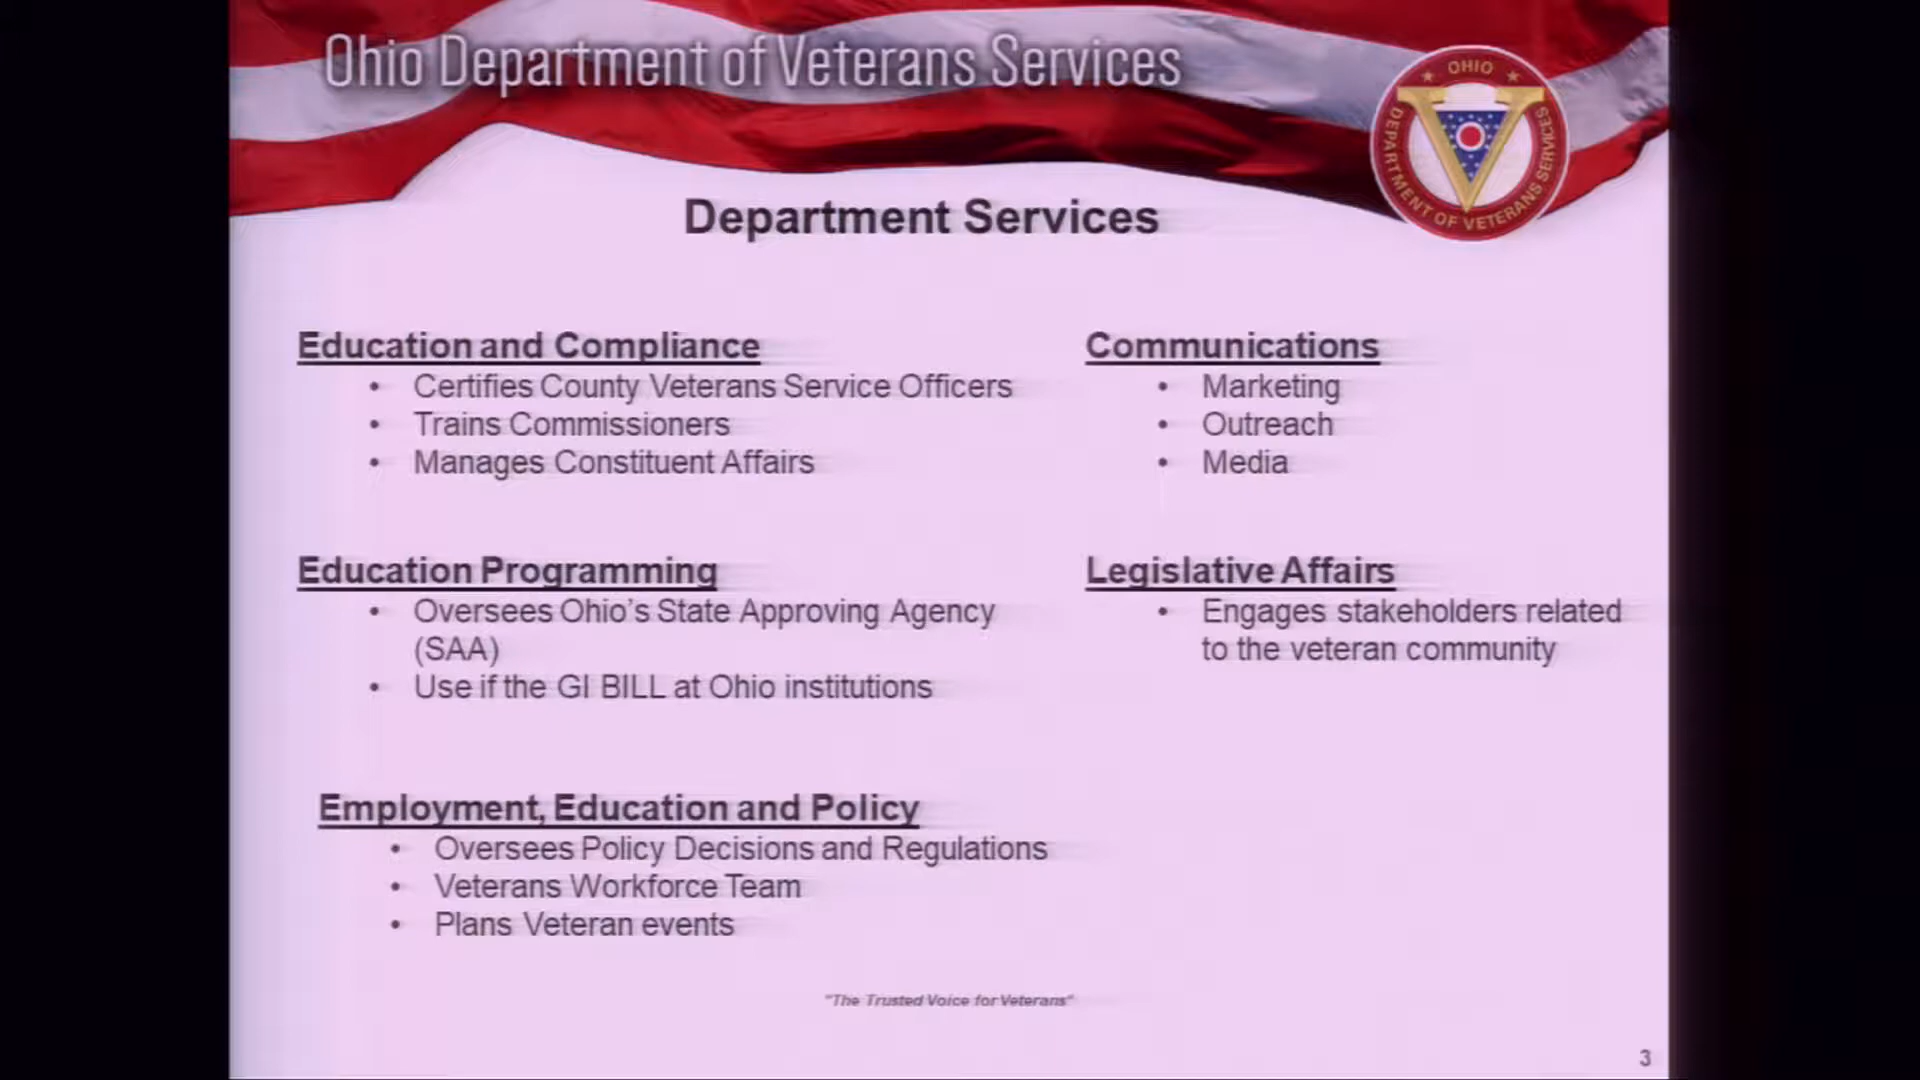 Ohio Department of Veterans Services
OHIO
DEPARTMENT OF VETERANS SERVICES
Department Services
Education and Compliance
• Certifies County Veterans Service Officers
• Trains Commissioners
• Manages Constituent Affairs
Communications
• Marketing
• Outreach
• Media
Education Programming
• Oversees Ohio's State Approving Agency
(SAA)
• Use if the GI BILL at Ohio institutions
Legislative Affairs
• Engages stakeholders related
to the veteran community
Employment, Education and Policy
• Oversees Policy Decisions and Regulations
• Veterans Workforce Team
• Plans Veteran events
"The Trusted Voice for Veterans"
3